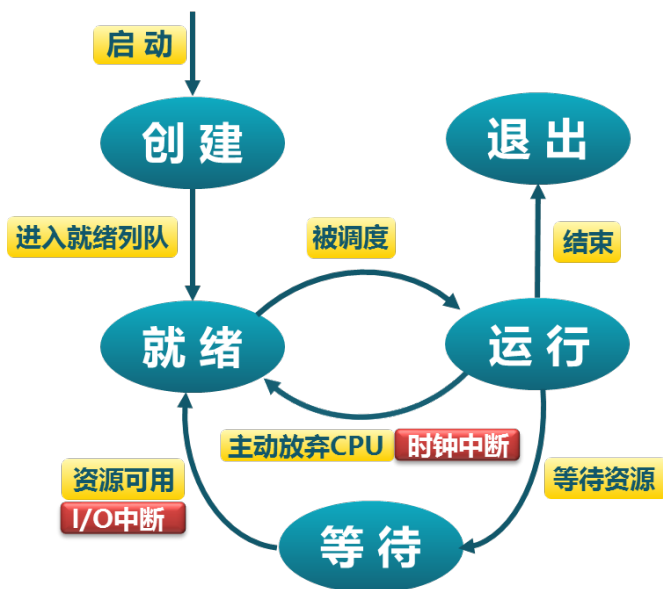 启动
创建
退出
进入就绪列队
被调度
结束
就绪
运行
主动放弃CPU
时钟中断
资源可用
I/O中断
等待资源
等待